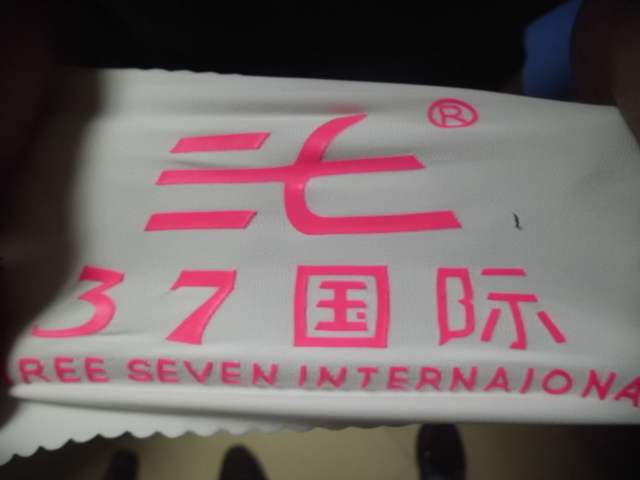 三七®
37国际
REE SEVEN INTERNAIONA